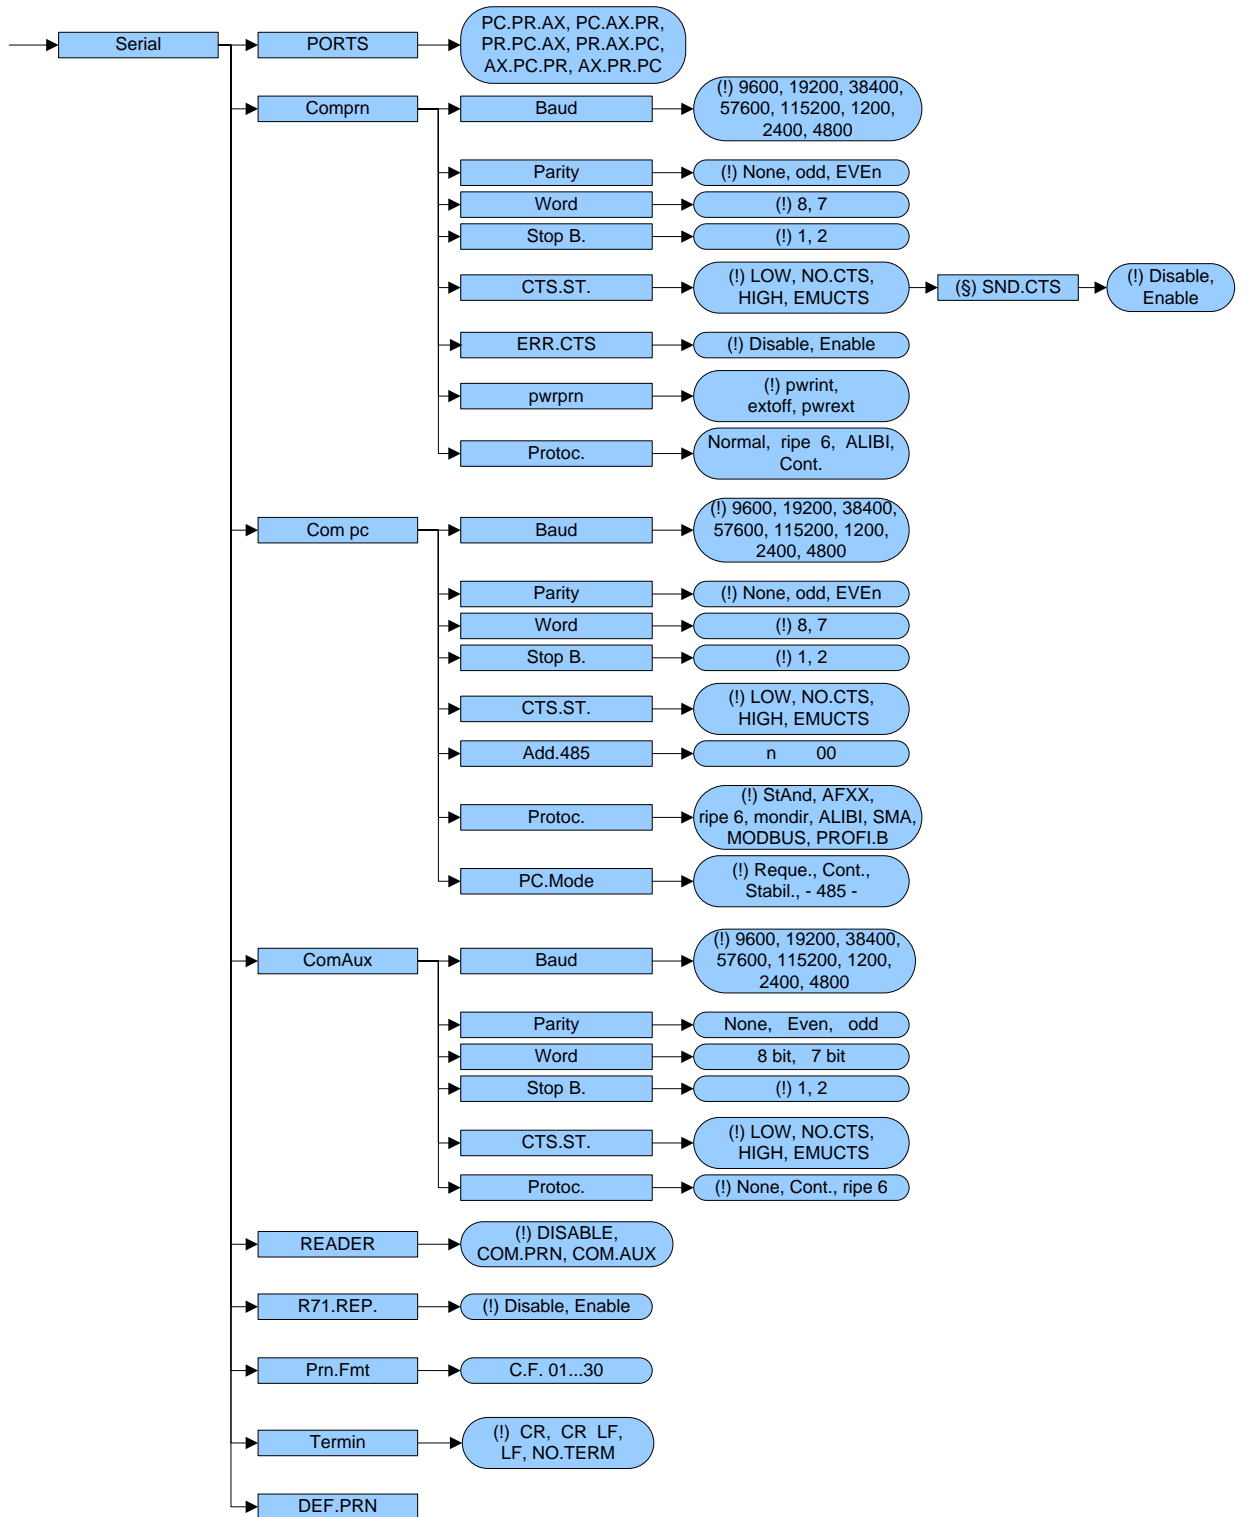 Serial
PORTS
PC.PR.AX, PC.AX.PR,
PR.PC.AX, PR.AX.PC,
AX.PC.PR, AX.PR.PC
Comprn
Baud
(!) 9600, 19200, 38400,
57600, 115200, 1200,
2400, 4800
Parity
(!) None, odd, EVEn
Word
(!) 8, 7
Stop B.
(!) 1, 2
CTS.ST.
(!) LOW, NO.CTS,
HIGH, EMUCTS
(§) SND.CTS
(!) Disable,
Enable
ERR.CTS
(!) Disable, Enable
pwrprn
(!) pwrint,
extoff, pwrext
Protoc.
Normal, ripe 6, ALIBI,
Cont.
Com pc
Baud
(!) 9600, 19200, 38400,
57600, 115200, 1200,
2400, 4800
Parity
(!) None, odd, EVEn
Word
(!) 8, 7
Stop B.
(!) 1, 2
CTS.ST.
(!) LOW, NO.CTS,
HIGH, EMUCTS
Add.485
n 00
Protoc.
(!) StAnd, AFXX,
ripe 6, mondir, ALIBI, SMA,
MODBUS, PROFI.B
PC.Mode
(!) Reque., Cont.,
Stabil., - 485 -
ComAux
Baud
(!) 9600, 19200, 38400,
57600, 115200, 1200,
2400, 4800
Parity
None, Even, odd
Word
8 bit, 7 bit
Stop B.
(!) 1, 2
CTS.ST.
(!) LOW, NO.CTS,
HIGH, EMUCTS
Protoc.
(!) None, Cont., ripe 6
READER
(!) DISABLE,
COM.PRN, COM.AUX
R71.REP.
(!) Disable, Enable
Prn.Fmt
C.F. 01...30
Termin
(!) CR, CR LF,
LF, NO.TERM
DEF.PRN